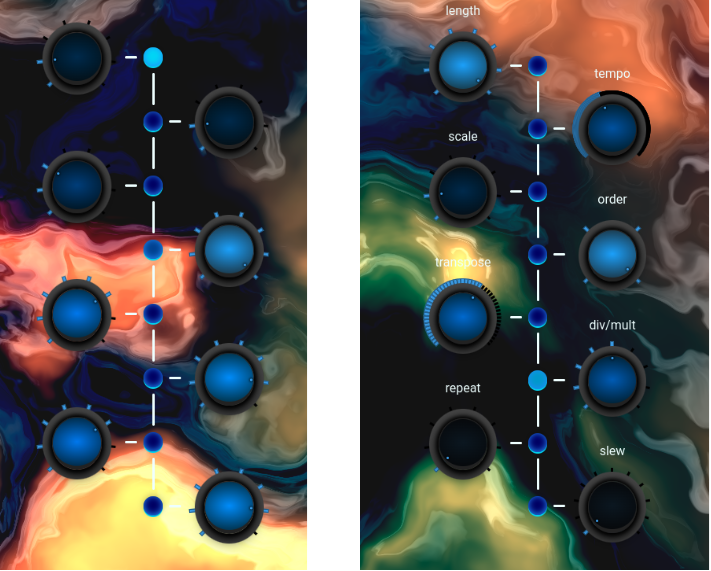 length
tempo
scale
order
transpose
div/mult
repeat
slew